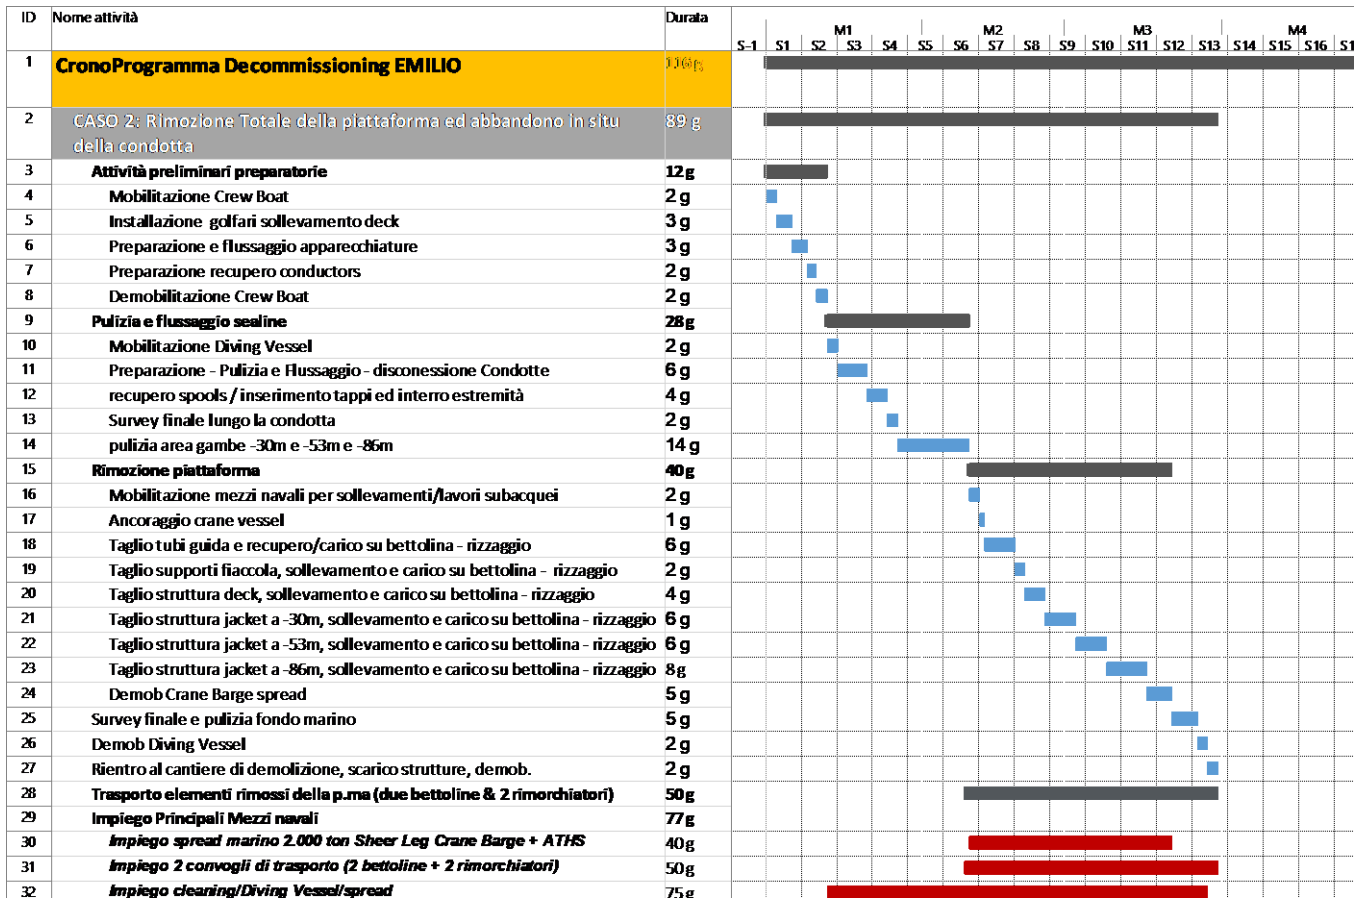 ID Nome attività Durata
M1 M2 M3 M4
S-1 S1 S2 S3 S4 S5 S6 S7 S8 S9 S10 S11 S12 S13 S14 S15 S16 S1
1 CronoProgramma Decommissioning EMILIO
2 CASO 2: Rimozione Totale della piattaforma ed abbandono in situ 89 g
della condotta
3 Attività preliminari preparatorie 12 g
4 Mobilitazione Crew Boat 2 g
5 Installazione golfari sollevamento deck 3 g
6 Preparazione e flussaggio apparecchiature 3 g
7 Preparazione recupero conductors 2 g
8 Demobilitazione Crew Boat 2 g
9 Pulizia e flussaggio sealine 28 g
10 Mobilitazione Diving Vessel 2 g
11 Preparazione - Pulizia e Flussaggio - disconessione Condotte 6 g
12 recupero spools / inserimento tappi ed interro estremità 4 g
13 Survey finale lungo la condotta 2 g
14 pulizia area gambe -30m e -53m e -86m 14 g
15 Rimozione piattaforma 40 g
16 Mobilitazione mezzi navali per sollevamenti/lavori subacquei 2 g
17 Ancoraggio crane vessel 1 g
18 Taglio tubi guida e recupero/carico su bettolina - rizzaggio 6 g
19 Taglio supporti fiaccola, sollevamento e carico su bettolina - rizzaggio 2 g
20 Taglio struttura deck, sollevamento e carico su bettolina - rizzaggio 4 g
21 Taglio struttura jacket a -30m, sollevamento e carico su bettolina - rizzaggio 6 g
22 Taglio struttura jacket a -53m, sollevamento e carico su bettolina - rizzaggio 6 g
23 Taglio struttura jacket a -86m, sollevamento e carico su bettolina - rizzaggio 8 g
24 Demob Crane Barge spread 5 g
25 Survey finale e pulizia fondo marino 5 g
26 Demob Diving Vessel 2 g
27 Rientro al cantiere di demolizione, scarico strutture, demob. 2 g
28 Trasporto elementi rimossi della p.ma (due bettoline & 2 rimorchiatori) 50 g
29 Impiego Principali Mezzi navali 77 g
30 Impiego spread marino 2.000 ton Sheer Leg Crane Barge + ATHS 40 g
31 Impiego 2 convogli di trasporto (2 bettoline + 2 rimorchiatori) 50 g
32 Impiego cleaning/Diving Vessel/spread 75 g